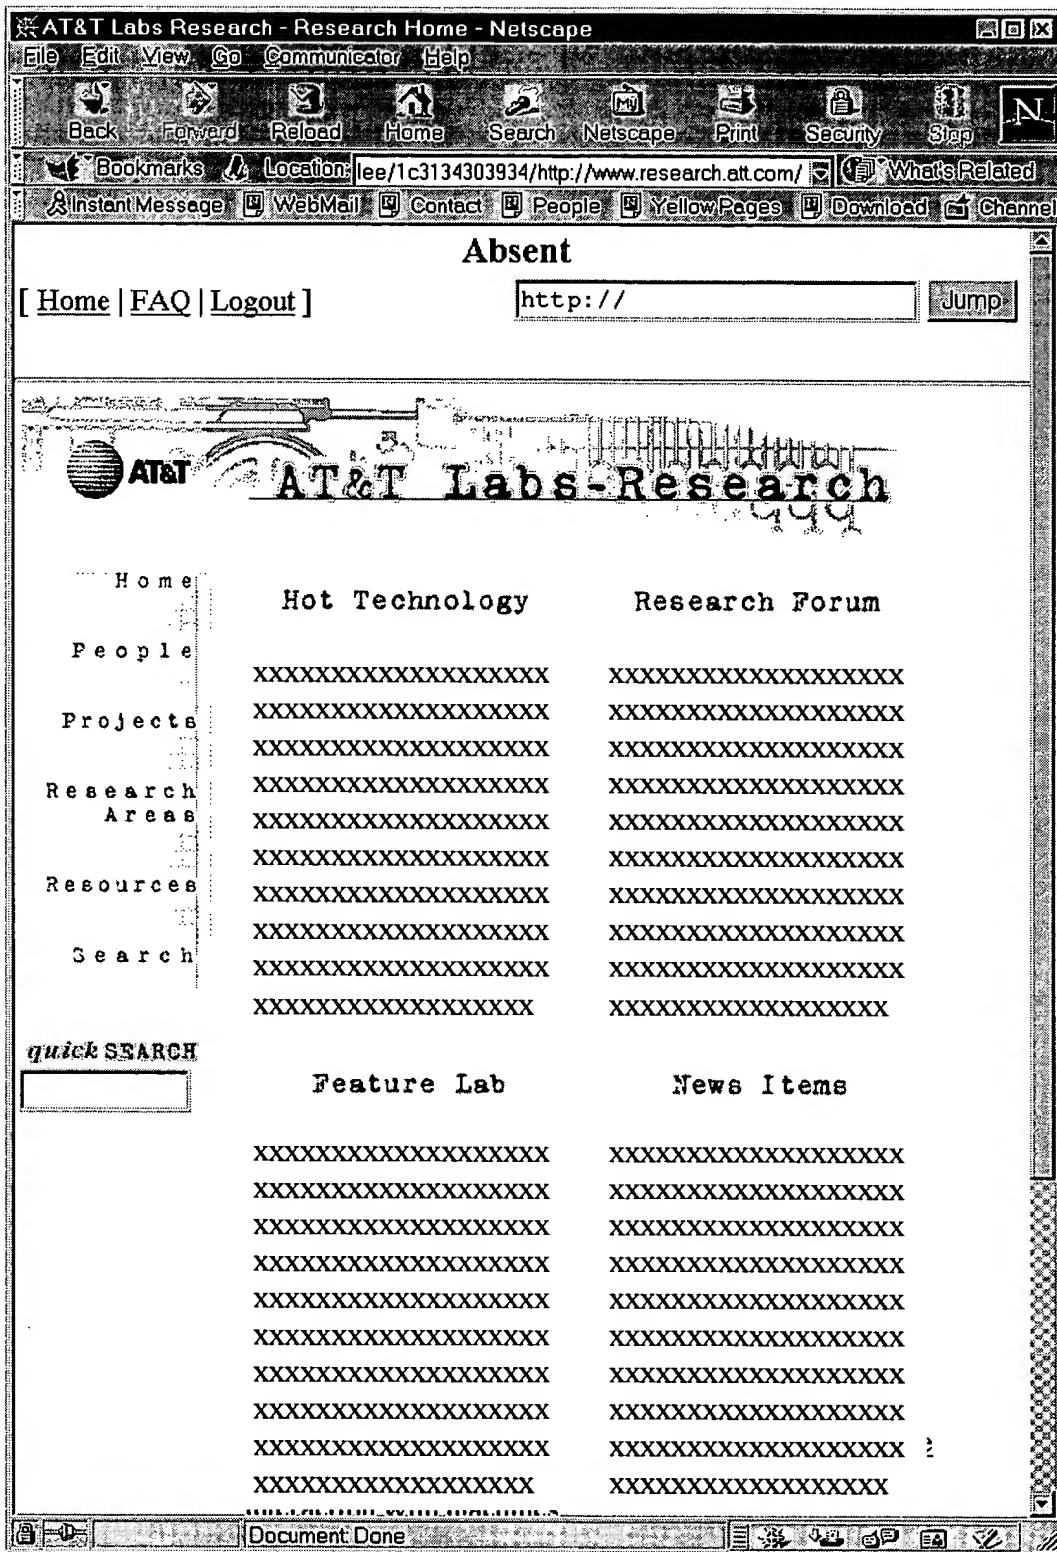 AT&T Labs Research - Research Home - Netscape
File Edit View Go Communicator Help
Back Forward Reload Home Search Netscape Print Security Stop N
Bookmarks Location: lee/1c3134303934/http://www.research.att.com/ What's Related
Instant Message WebMail Contact People Yellow Pages Download Channel
Absent
[ Home | FAQ | Logout ] http:// Jump
AT&T AT&T Labs-Research
Home
People
Projects
Research
Areas
Resources
Search
quick SEARCH
Hot Technology
XXXXXXXXXXXXXXXXXXX
XXXXXXXXXXXXXXXXXXX
XXXXXXXXXXXXXXXXXXX
XXXXXXXXXXXXXXXXXXX
XXXXXXXXXXXXXXXXXXX
XXXXXXXXXXXXXXXXXXX
XXXXXXXXXXXXXXXXXXX
XXXXXXXXXXXXXXXXXXX
XXXXXXXXXXXXXXXXXXX
XXXXXXXXXXXXXXXXXX
Research Forum
XXXXXXXXXXXXXXXXXXX
XXXXXXXXXXXXXXXXXXX
XXXXXXXXXXXXXXXXXXX
XXXXXXXXXXXXXXXXXXX
XXXXXXXXXXXXXXXXXXX
XXXXXXXXXXXXXXXXXXX
XXXXXXXXXXXXXXXXXXX
XXXXXXXXXXXXXXXXXXX
XXXXXXXXXXXXXXXXXXX
XXXXXXXXXXXXXXXXXX
Feature Lab
XXXXXXXXXXXXXXXXXXX
XXXXXXXXXXXXXXXXXXX
XXXXXXXXXXXXXXXXXXX
XXXXXXXXXXXXXXXXXXX
XXXXXXXXXXXXXXXXXXX
XXXXXXXXXXXXXXXXXXX
XXXXXXXXXXXXXXXXXXX
XXXXXXXXXXXXXXXXXXX
XXXXXXXXXXXXXXXXXXX
XXXXXXXXXXXXXXXXXX
News Items
XXXXXXXXXXXXXXXXXXX
XXXXXXXXXXXXXXXXXXX
XXXXXXXXXXXXXXXXXXX
XXXXXXXXXXXXXXXXXXX
XXXXXXXXXXXXXXXXXXX
XXXXXXXXXXXXXXXXXXX
XXXXXXXXXXXXXXXXXXX
XXXXXXXXXXXXXXXXXXX
XXXXXXXXXXXXXXXXXXX
XXXXXXXXXXXXXXXXXX
Document: Done